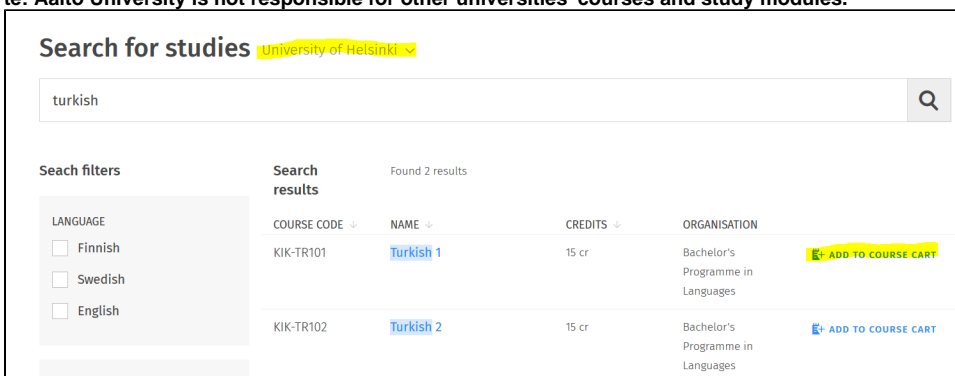 te: Aalto University is not responsible for other universities' courses and study modules.
Search for studies University of Helsinki
turkish
Seach filters
Search results
Found 2 results
LANGUAGE
Finnish
Swedish
English
COURSE CODE NAME CREDITS ORGANISATION
KIK-TR101 Turkish 1 15 cr Bachelor's Programme in Languages ADD TO COURSE CART
KIK-TR102 Turkish 2 15 cr Bachelor's Programme in Languages ADD TO COURSE CART